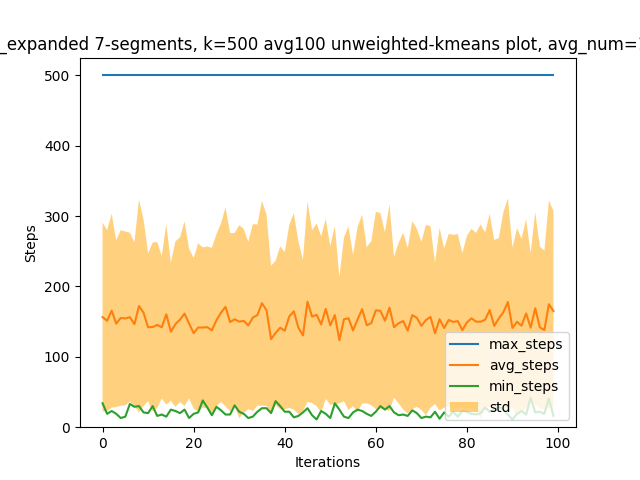 _expanded 7-segments, k=500 avg100 unweighted-kmeans plot, avg_num=
500
400
300
200
100
0
Steps
0 20 40 60 80 100
Iterations
max_steps
avg_steps
min_steps
std